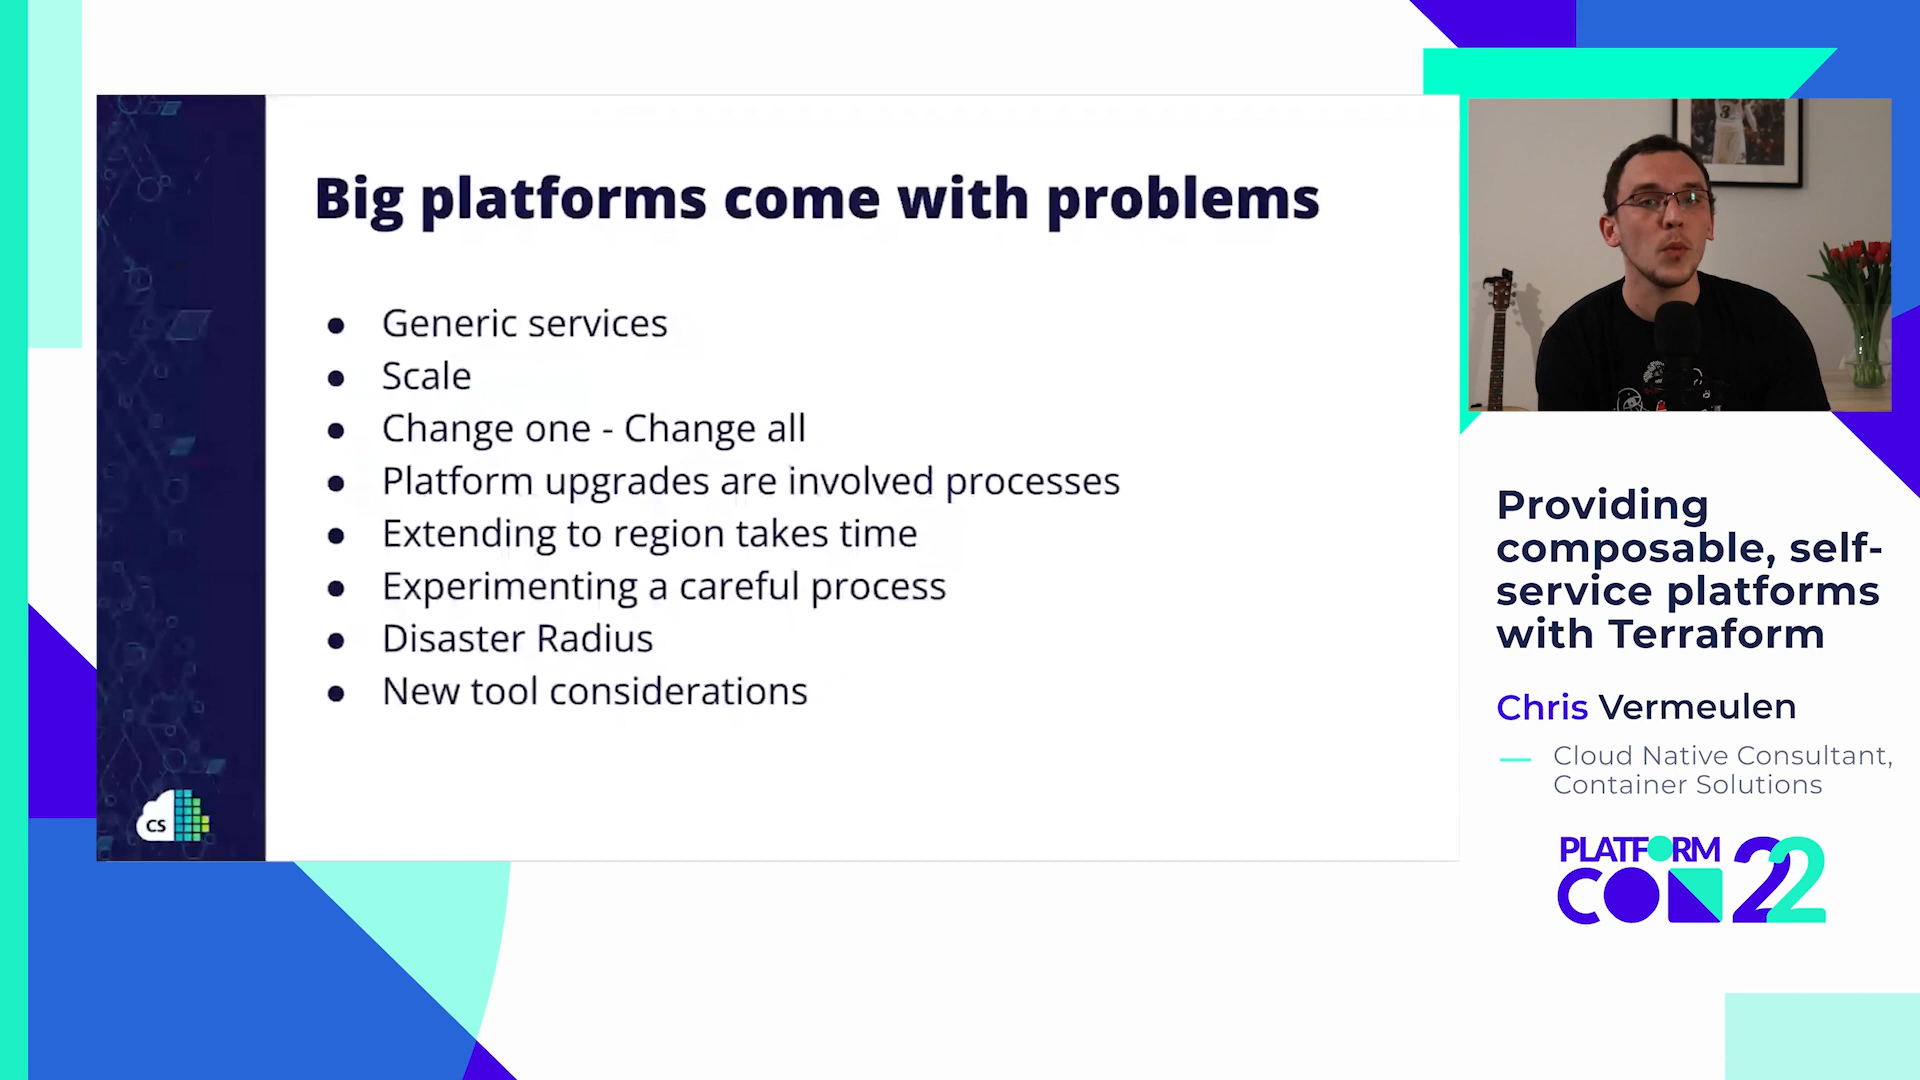 Big platforms come with problems
● Generic services
● Scale
● Change one - Change all
● Platform upgrades are involved processes
● Extending to region takes time
● Experimenting a careful process
● Disaster Radius
● New tool considerations
CS
3
Providing
composable, self-
service platforms
with Terraform
Chris Vermeulen
— Cloud Native Consultant,
Container Solutions
PLATFORM
CON 22